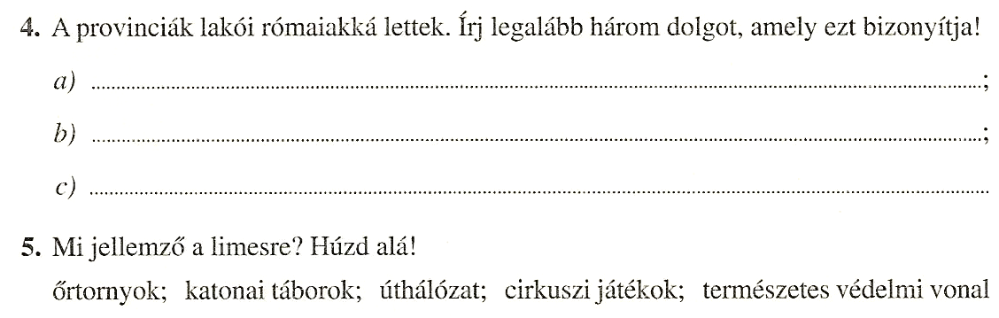 4. A provinciák lakói rómaiakká lettek. Írj legalább három dolgot, amely ezt bizonyítja!
a) ..........;
b) ..........;
c) ..........
5. Mi jellemző a limesre? Húzd alá!
őrtornyok; katonai táborok; úthálózat; cirkuszi játékok; természetes védelmi vonal